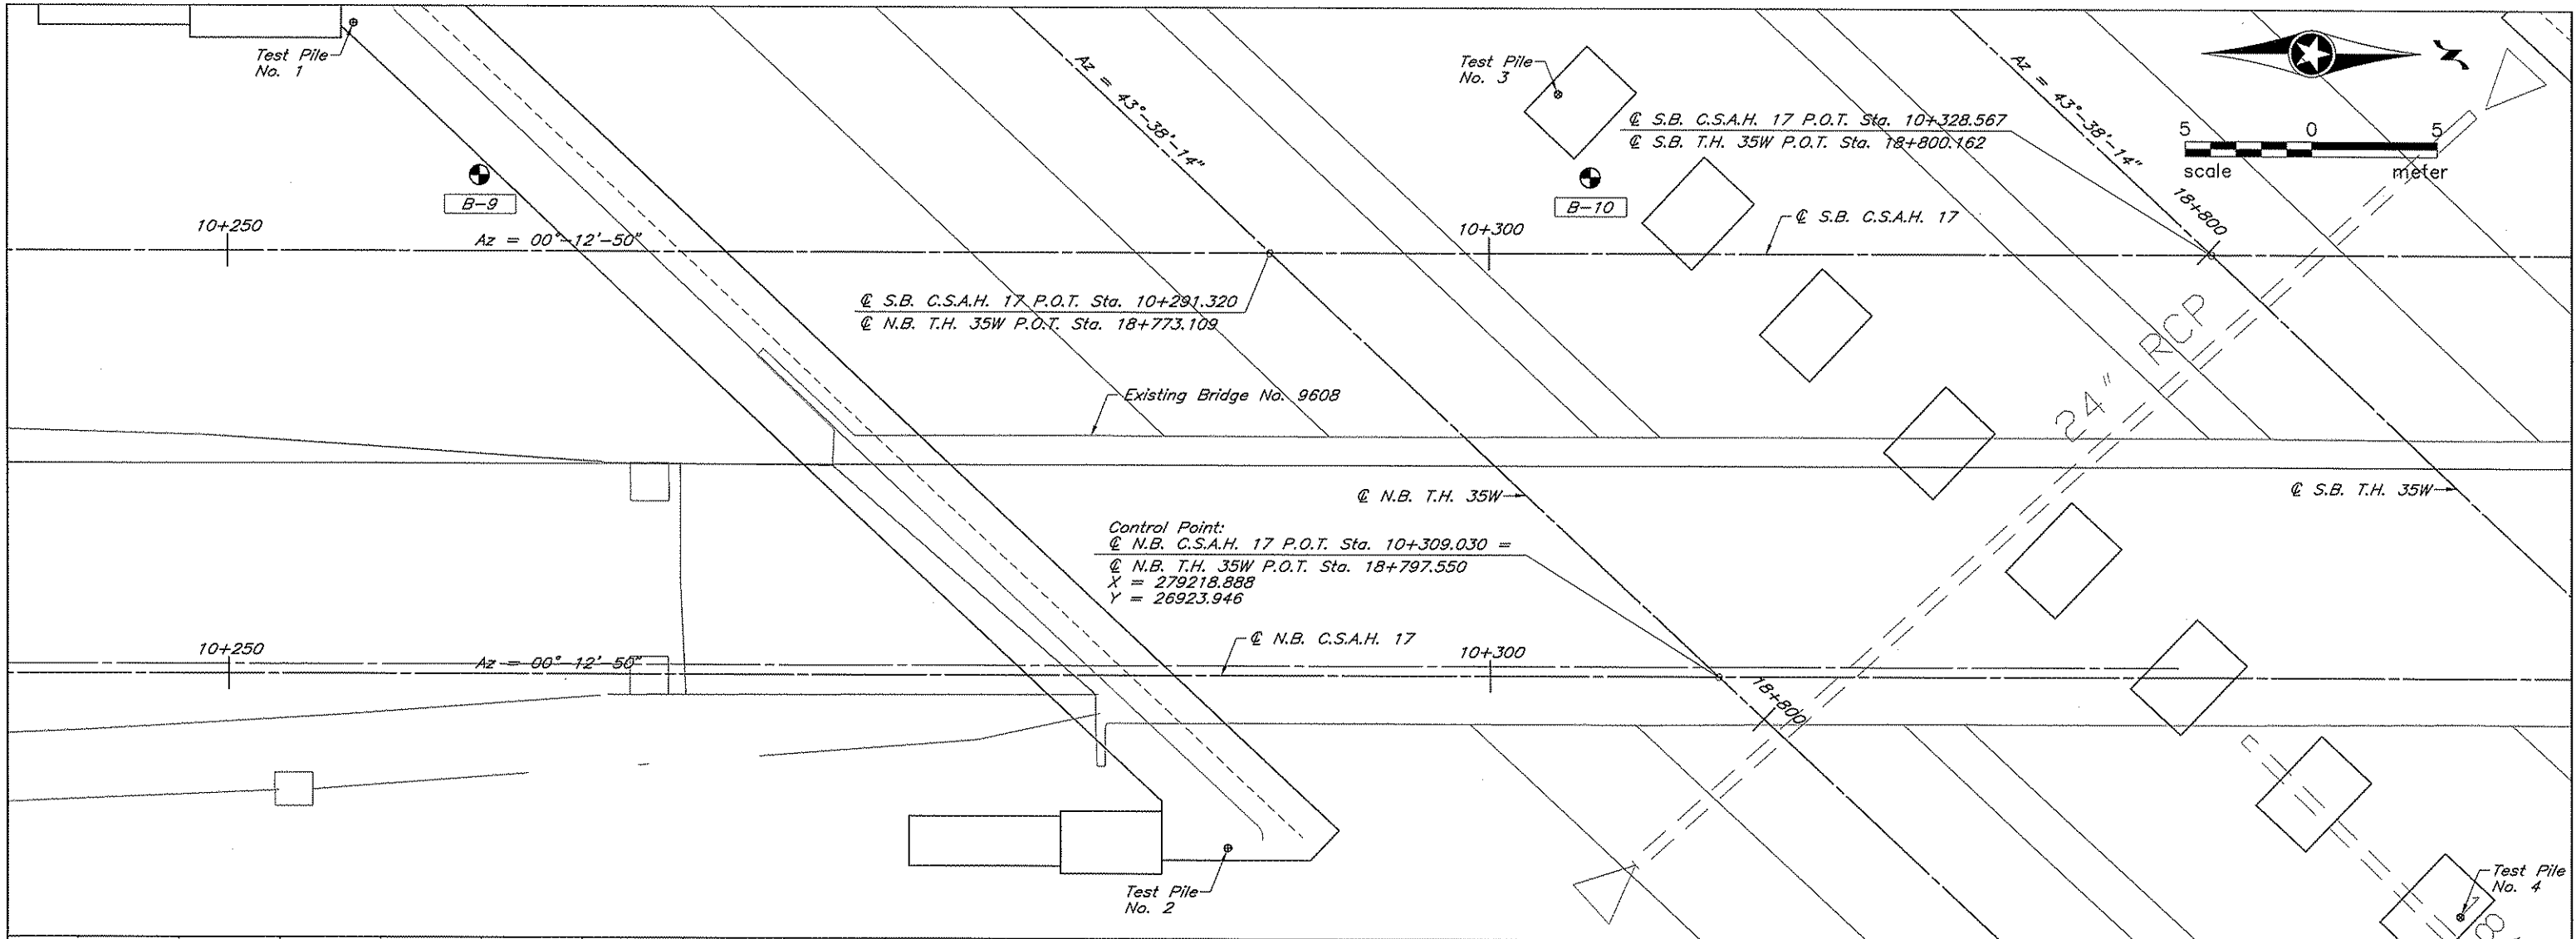 Test Pile
No. 1
B-9
10+250
Az = 00°-12'-50"
Az = 43°-38'-14"
Test Pile
No. 3
B-10
10+300
℄ S.B. C.S.A.H. 17 P.O.T. Sta. 10+328.567
℄ S.B. T.H. 35W P.O.T. Sta. 18+800.162
℄ S.B. C.S.A.H. 17
Az = 43°-38'-14"
18+800
5 0 5
scale meter
N
℄ S.B. C.S.A.H. 17 P.O.T. Sta. 10+291.320
℄ N.B. T.H. 35W P.O.T. Sta. 18+773.109
Existing Bridge No. 9608
24" RCP
℄ N.B. T.H. 35W
℄ S.B. T.H. 35W
Control Point:
℄ N.B. C.S.A.H. 17 P.O.T. Sta. 10+309.030 =
℄ N.B. T.H. 35W P.O.T. Sta. 18+797.550
X = 279218.888
Y = 26923.946
10+250
Az = 00°-12'-50"
℄ N.B. C.S.A.H. 17
10+300
18+800
Test Pile
No. 2
Test Pile
No. 4
18